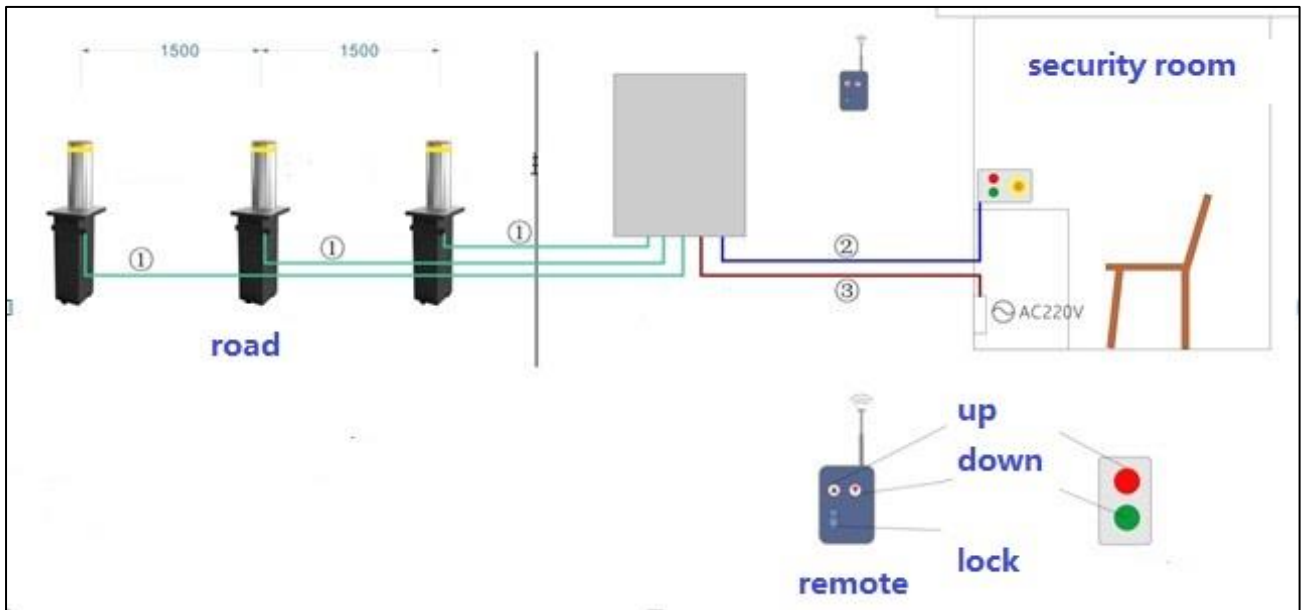 1500
1500
security room
①
①
①
②
③
AC220V
road
up
down
lock
remote